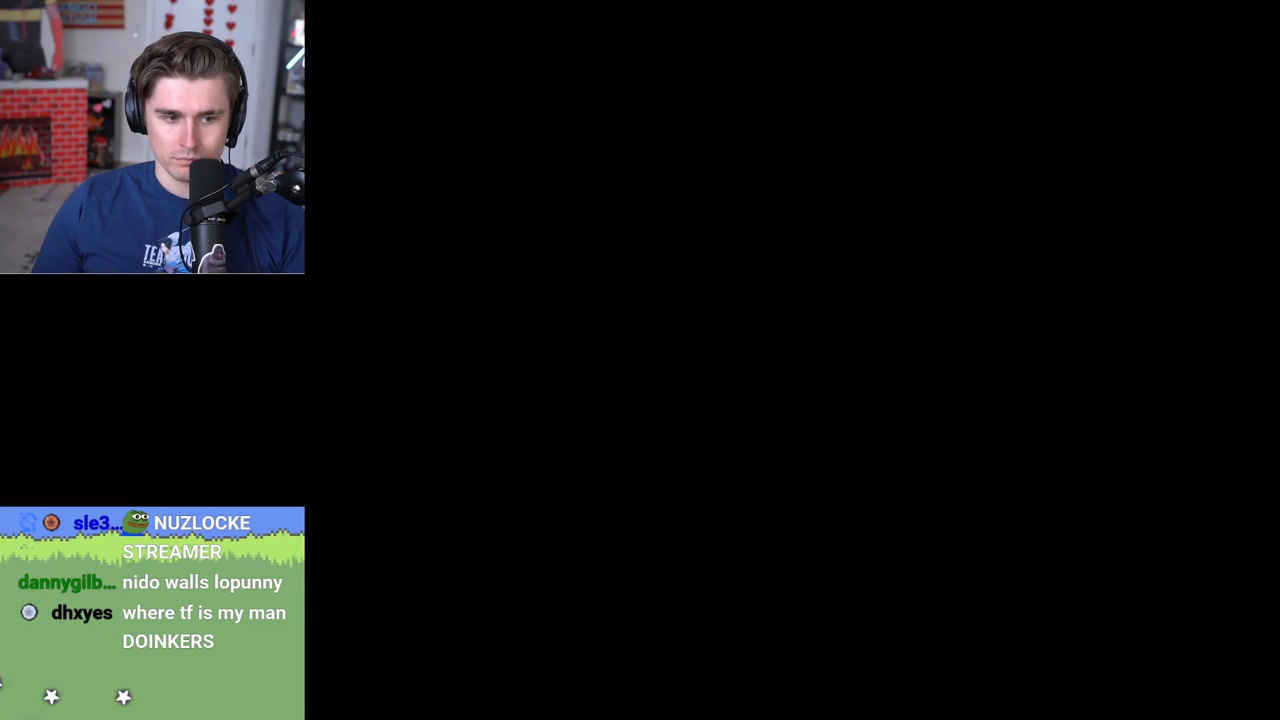 sle3... NUZLOCKE
STREAMER
dannygilb... nido walls lopunny
dhxyes where tf is my man
DOINKERS